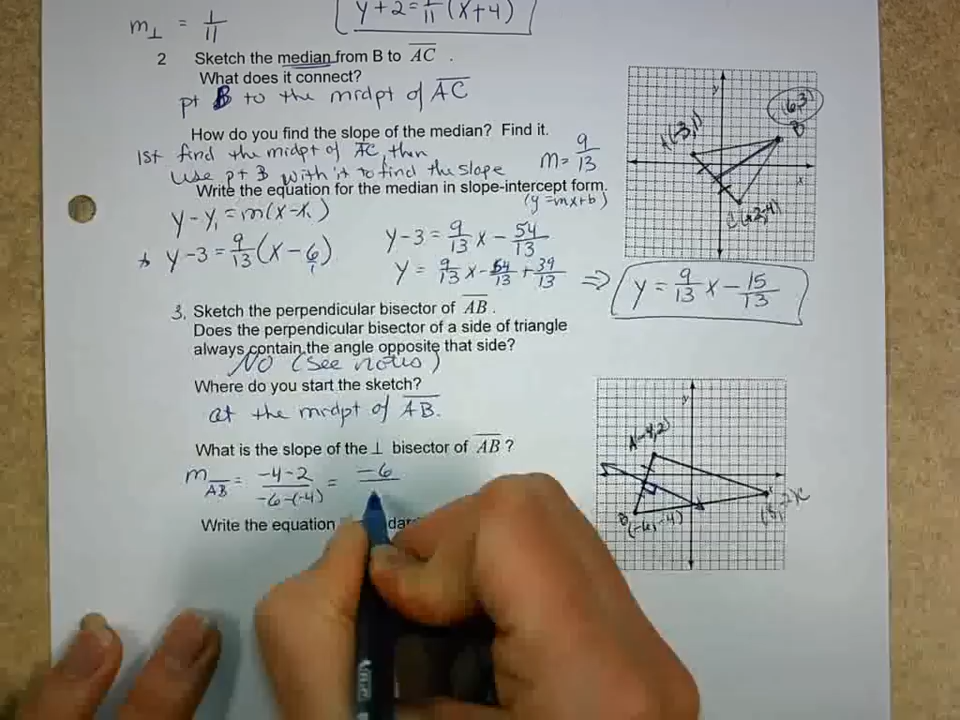 m⊥ = 1/11
y+2 = 1/11 (x+4)
2 Sketch the median from B to AC .
What does it connect?
pt B to the midpt of AC
How do you find the slope of the median? Find it.
1st find the midpt of AC, then
use pt B with it to find the slope
m = 9/13
Write the equation for the median in slope-intercept form.
(y=mx+b)
y-y₁ = m(x-x₁)
y-3 = 9/13 (x - 6/1)
y-3 = 9/13 x - 54/13
y = 9/13 x - 54/13 + 39/13
⇒ y = 9/13 x - 15/13
y
x
A(-3,1)
(6,3)
B
3. Sketch the perpendicular bisector of AB .
Does the perpendicular bisector of a side of triangle
always contain the angle opposite that side?
NO (see notes)
Where do you start the sketch?
at the midpt of AB.
What is the slope of the ⊥ bisector of AB ?
m AB = -4-2 / -6-(-4) = -6
Write the equation
y
x
A(-4,2)
B(-6,-4)